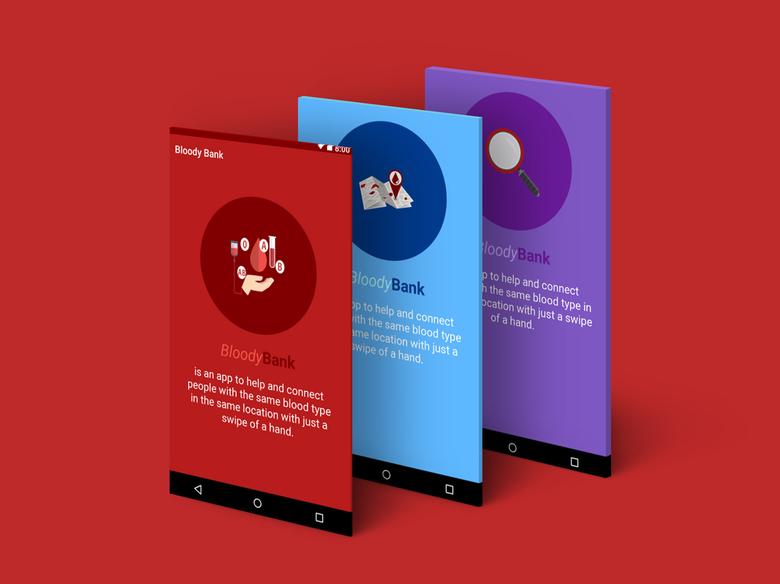 Bloody Bank
8:00
O
A
AB
B
BloodyBank
is an app to help and connect
people with the same blood type
in the same location with just a
swipe of a hand.
BloodyBank
to help and connect
with the same blood type
same location with just a
swipe of a hand.
BloodyBank
to help and connect
with the same blood type in
location with just a swipe
of a hand.